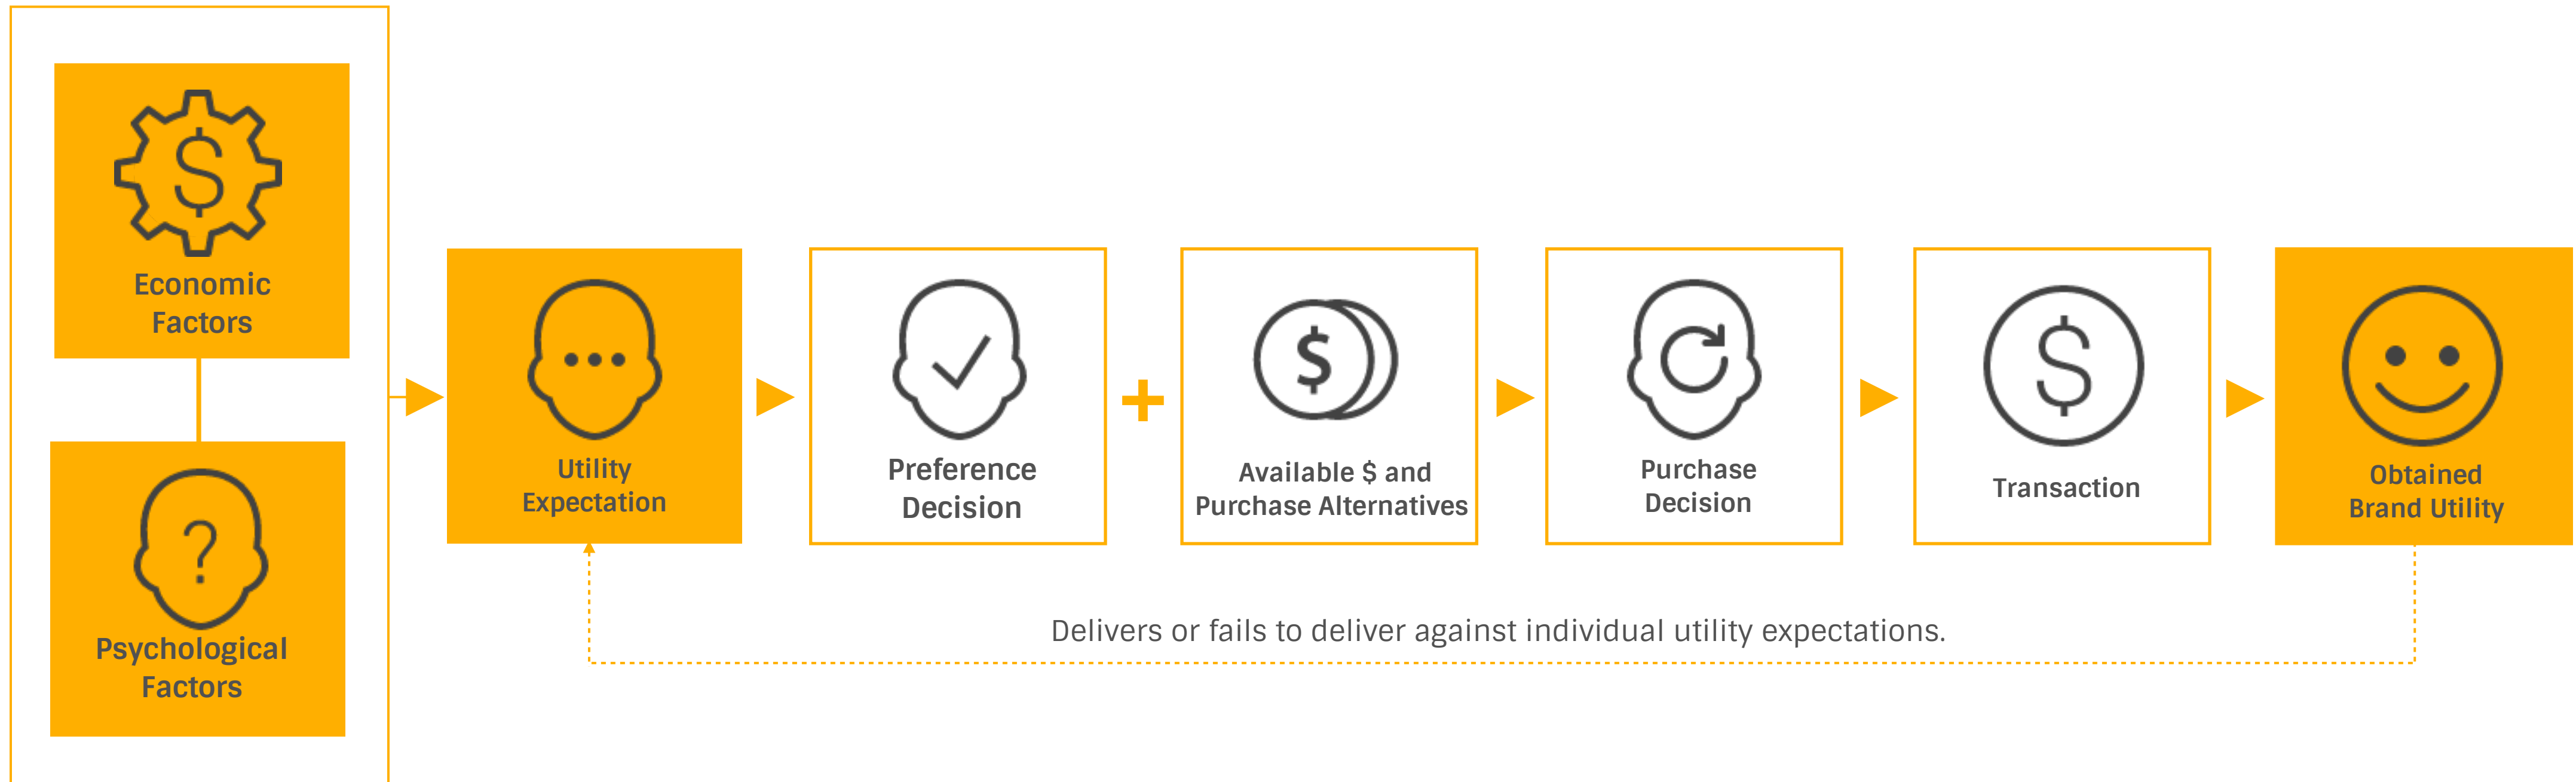 $
Economic
Factors
?
Psychological
Factors
Utility
Expectation
Preference
Decision
+
$
Available $ and
Purchase Alternatives
Purchase
Decision
$
Transaction
Obtained
Brand Utility
Delivers or fails to deliver against individual utility expectations.